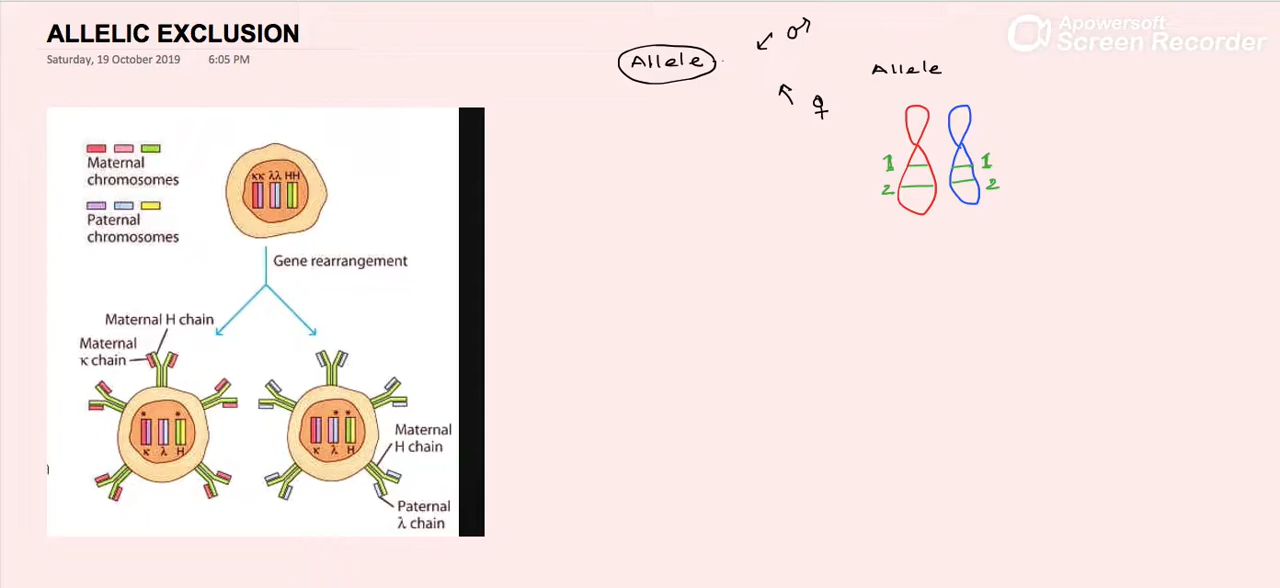 ALLELIC EXCLUSION
Saturday, 19 October 2019 6:05 PM
Apowersoft
Screen Recorder
Allele
♂
♀
Allele
1 1
2 2
Maternal
chromosomes
Paternal
chromosomes
κκ λλ HH
Gene rearrangement
Maternal H chain
Maternal
κ chain
κ λ H
κ λ H
Maternal
H chain
Paternal
λ chain